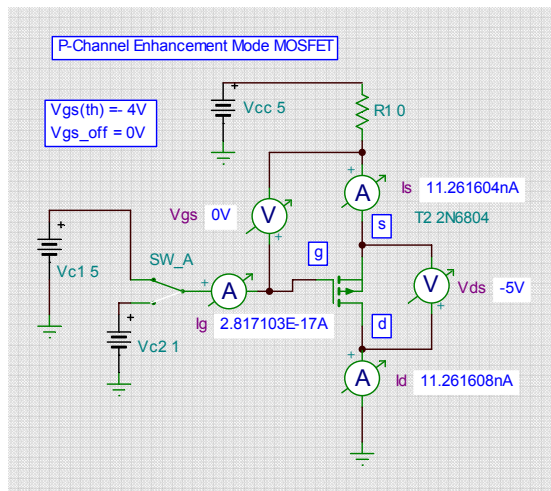 P-Channel Enhancement Mode MOSFET
Vgs(th) =- 4V
Vgs_off = 0V
+
Vcc 5
R1 0
+
A
Is 11.261604nA
T2 2N6804
Vgs 0V
V
+
s
+
Vc1 5
SW_A
g
+
A
V
Vds -5V
+
Ig 2.817103E-17A
+
Vc2 1
d
+
A
Id 11.261608nA